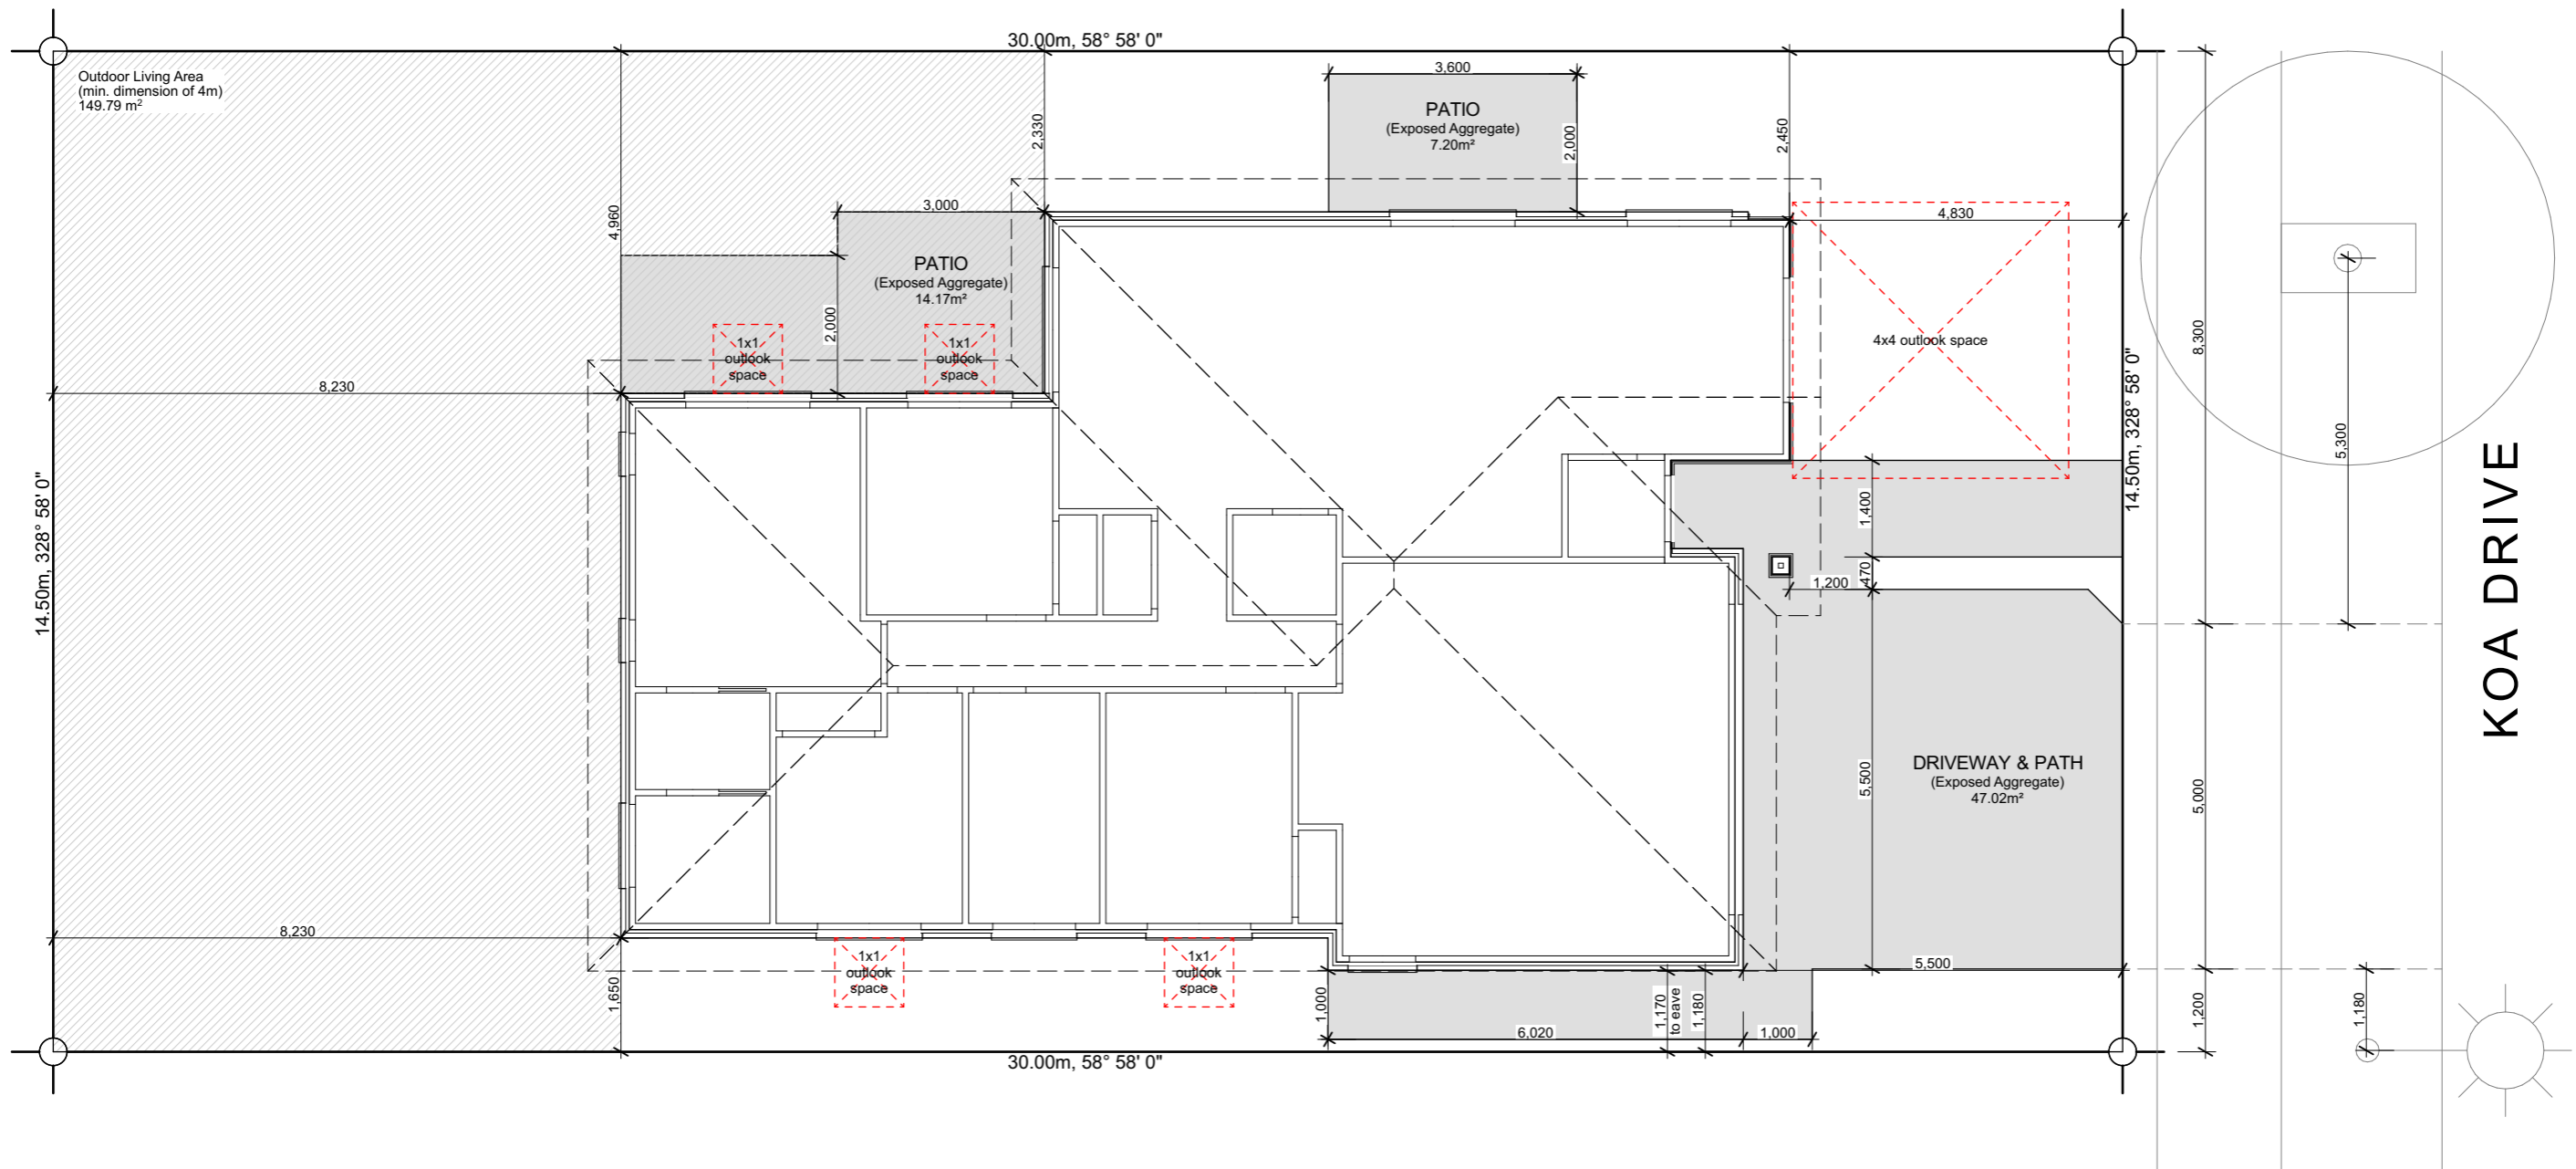 30.00m, 58° 58' 0"
Outdoor Living Area
(min. dimension of 4m)
149.79 m²
3,600
PATIO
(Exposed Aggregate)
7.20m²
2,000
2,330
2,450
4,960
3,000
PATIO
(Exposed Aggregate)
14.17m²
2,000
4,830
1x1
outlook
space
1x1
outlook
space
4x4 outlook space
8,230
8,300
5,300
14.50m, 328° 58' 0"
14.50m, 328° 58' 0"
KOA DRIVE
1,400
470
1,200
5,500
DRIVEWAY & PATH
(Exposed Aggregate)
47.02m²
5,000
8,230
1x1
outlook
space
1x1
outlook
space
5,500
1,650
1,000
1,170
to eave
1,180
1,200
1,180
6,020
1,000
30.00m, 58° 58' 0"